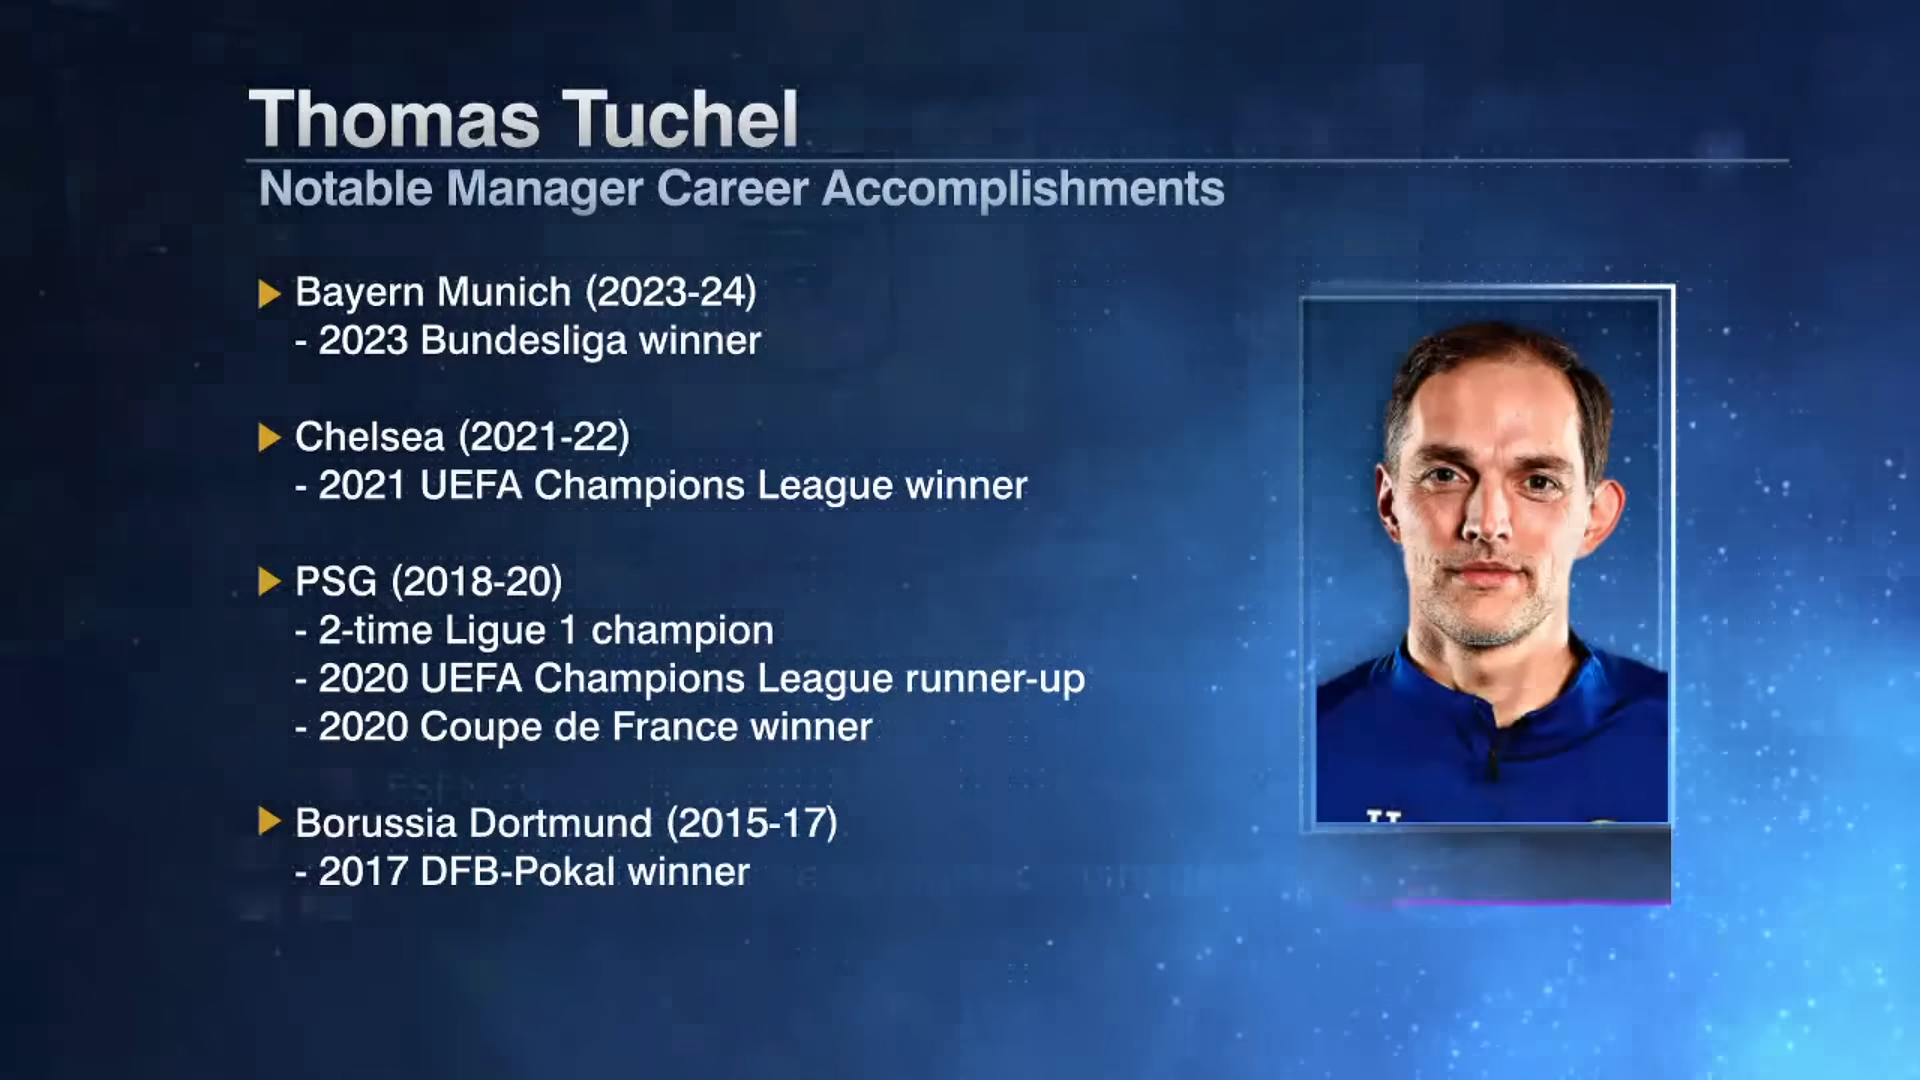 Thomas Tuchel
Notable Manager Career Accomplishments
Bayern Munich (2023-24)
- 2023 Bundesliga winner
Chelsea (2021-22)
- 2021 UEFA Champions League winner
PSG (2018-20)
- 2-time Ligue 1 champion
- 2020 UEFA Champions League runner-up
- 2020 Coupe de France winner
Borussia Dortmund (2015-17)
- 2017 DFB-Pokal winner